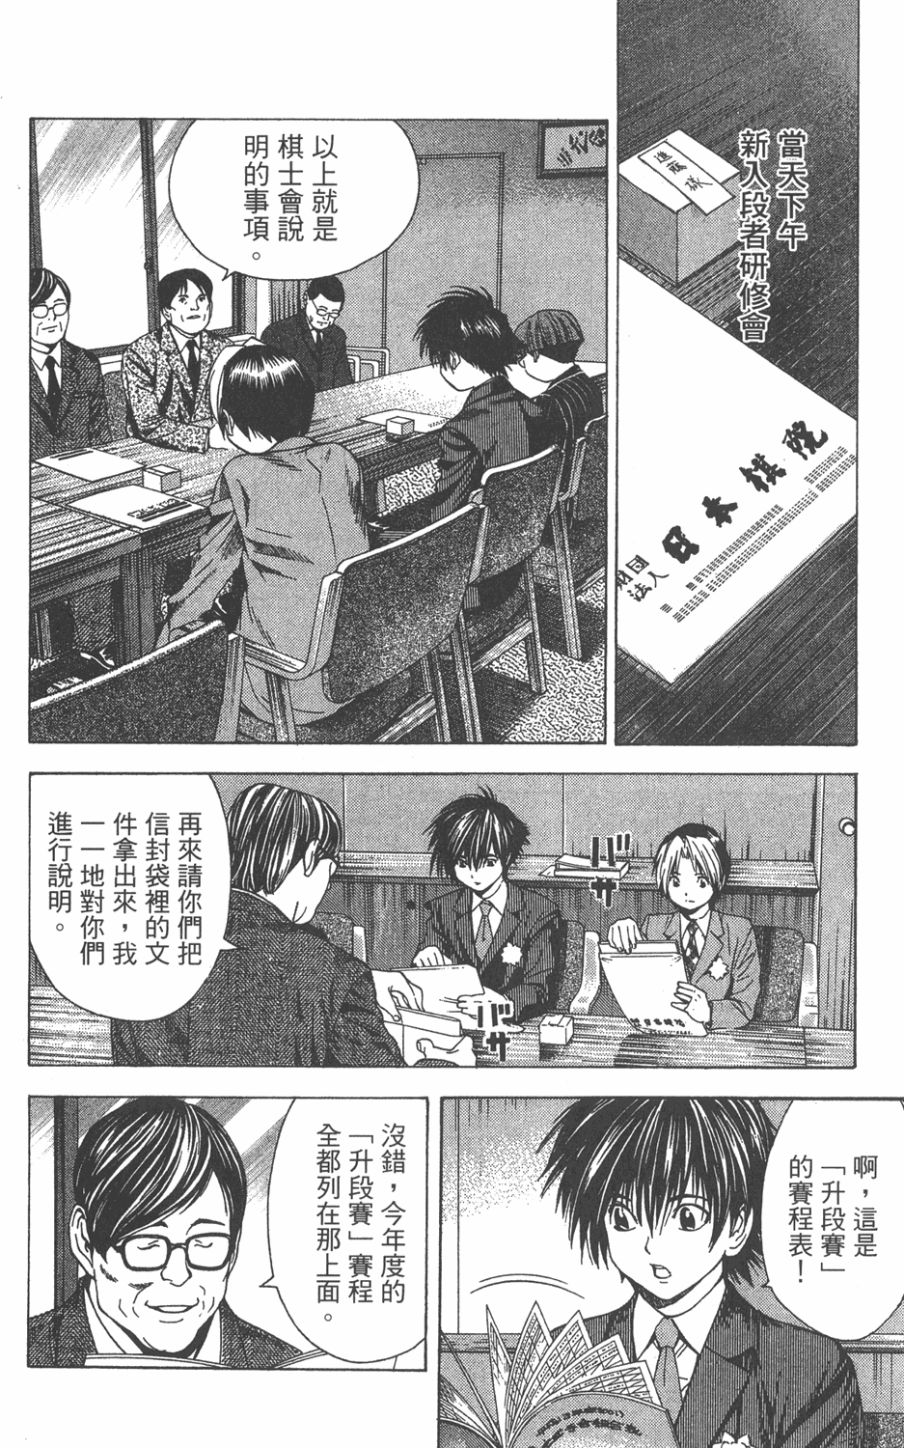 當天下午
新入段者研修會
進藤
財団
法人
日本棋院
以上就是
棋士會說
明的事項。
バサ
再來請你們把
信封袋裡的文
件拿出來，我
一一地對你們
進行說明。
バサ
啊，這是
「升段賽」
的賽程表！
沒錯，今年度的
「升段賽」賽程
全都列在那上面。